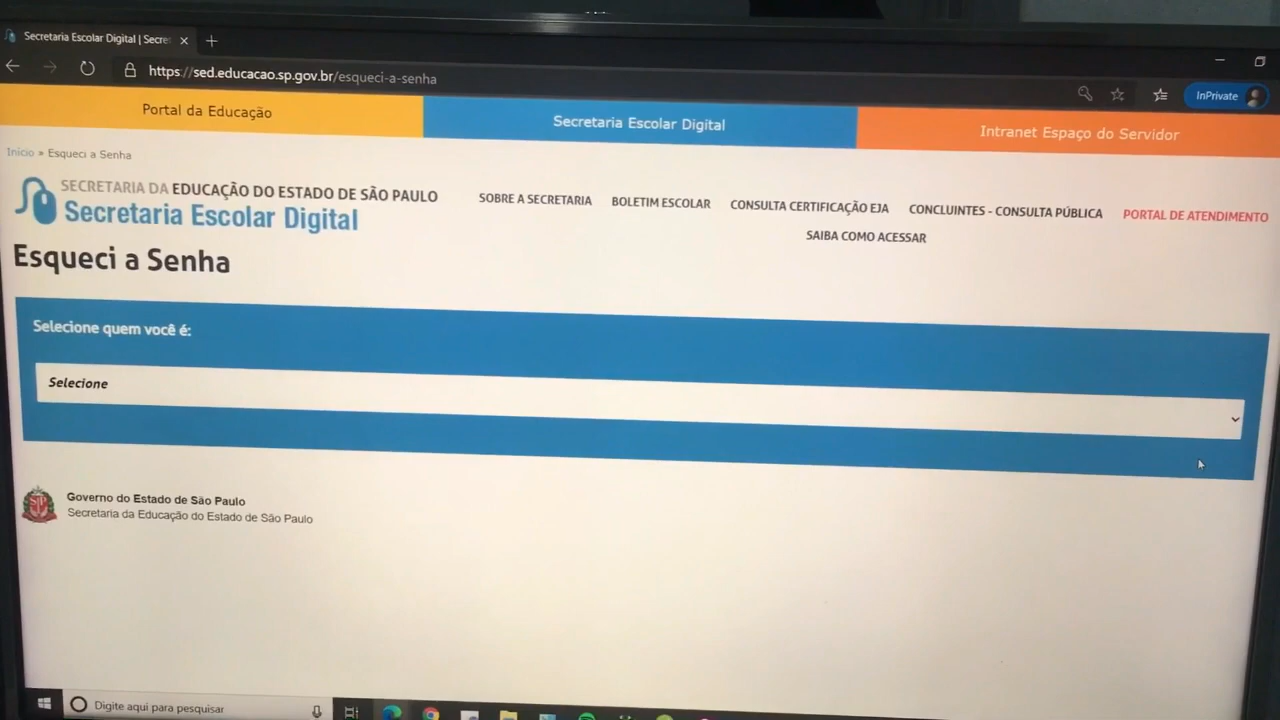 Secretaria Escolar Digital | Secre
https://sed.educacao.sp.gov.br/esqueci-a-senha
InPrivate
Portal da Educação
Secretaria Escolar Digital
Intranet Espaço do Servidor
Início » Esqueci a Senha
SECRETARIA DA EDUCAÇÃO DO ESTADO DE SÃO PAULO
Secretaria Escolar Digital
SOBRE A SECRETARIA
BOLETIM ESCOLAR
CONSULTA CERTIFICAÇÃO EJA
CONCLUINTES - CONSULTA PÚBLICA
PORTAL DE ATENDIMENTO
SAIBA COMO ACESSAR
Esqueci a Senha
Selecione quem você é:
Selecione
Governo do Estado de São Paulo
Secretaria da Educação do Estado de São Paulo
Digite aqui para pesquisar